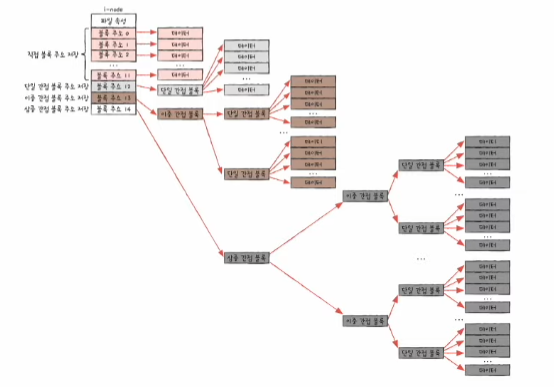 i-node
파일 속성
직접 블록 주소 저장
블록 주소 0
데이터
블록 주소 1
데이터
블록 주소 2
데이터
...
블록 주소 11
데이터
단일 간접 블록 주소 저장
블록 주소 12
단일 간접 블록
데이터
데이터
데이터
...
데이터
이중 간접 블록 주소 저장
블록 주소 13
이중 간접 블록
단일 간접 블록
데이터
데이터
데이터
...
데이터
...
단일 간접 블록
데이터
데이터
데이터
...
데이터
삼중 간접 블록 주소 저장
블록 주소 14
삼중 간접 블록
이중 간접 블록
단일 간접 블록
데이터
데이터
데이터
...
데이터
...
단일 간접 블록
데이터
데이터
데이터
...
데이터
...
이중 간접 블록
단일 간접 블록
데이터
데이터
데이터
...
데이터
...
단일 간접 블록
데이터
데이터
데이터
...
데이터